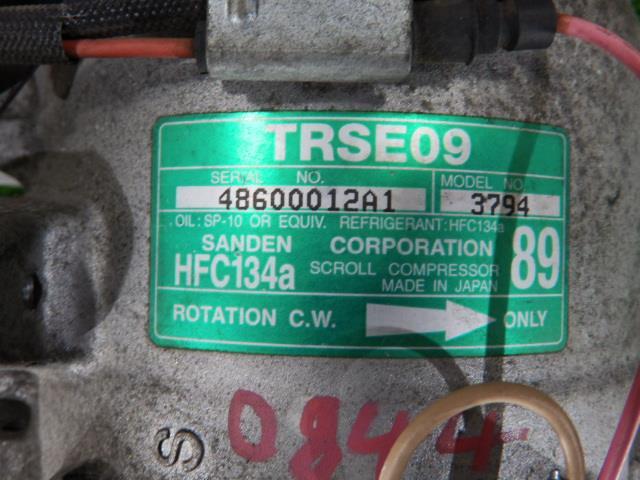 TRSE09
SERIAL NO. MODEL NO.
48600012A1 3794
OIL: SP-10 OR EQUIV. REFRIGERANT: HFC134a
SANDEN CORPORATION 89
HFC134a SCROLL COMPRESSOR
MADE IN JAPAN
ROTATION C.W. ONLY
0844
S